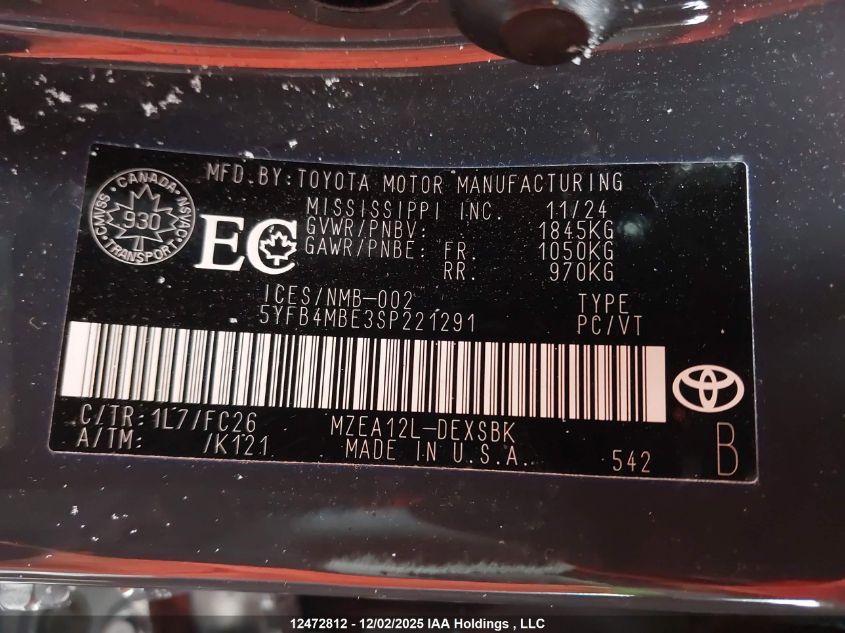 MFD.BY:TOYOTA MOTOR MANUFACTURING
MISSISSIPPI INC. 11/24
GVWR/PNBV: 1845KG
GAWR/PNBE: FR. 1050KG
RR. 970KG
CANADA
CMVSS NSVAC
930
TRANSPORT
EC
ICES/NMB-002 TYPE
5YFB4MBE3SP221291 PC/VT
C/TR:1L7/FC26 MZEA12L-DEXSBK
A/TM: /K121 MADE IN U.S.A. 542 B
12472812 - 12/02/2025 IAA Holdings , LLC